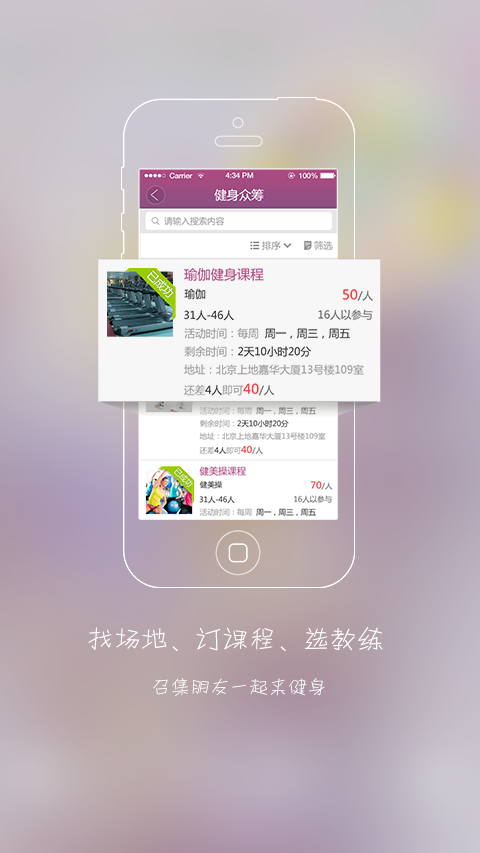 Carrier 4:34 PM 100%
健身众筹
请输入搜索内容
排序 筛选
已成功
瑜伽健身课程
瑜伽 50/人
31人-46人 16人以参与
活动时间：每周 周一，周三，周五
剩余时间：2天10小时20分
地址：北京上地嘉华大厦13号楼109室
还差4人即可40/人
活动时间：每周 周一，周三，周五
剩余时间：2天10小时20分
地址：北京上地嘉华大厦13号楼109室
还差4人即可40/人
已成功
健美操课程
健美操 70/人
31人-46人 16人以参与
活动时间：每周 周一，周三，周五
找场地、订课程、选教练
召集朋友一起来健身